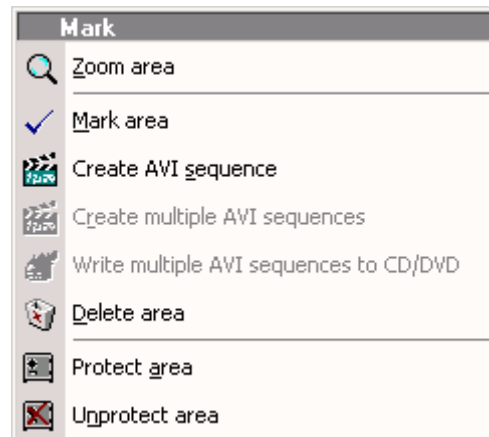 Mark
Zoom area
Mark area
Create AVI sequence
Create multiple AVI sequences
Write multiple AVI sequences to CD/DVD
Delete area
Protect area
Unprotect area